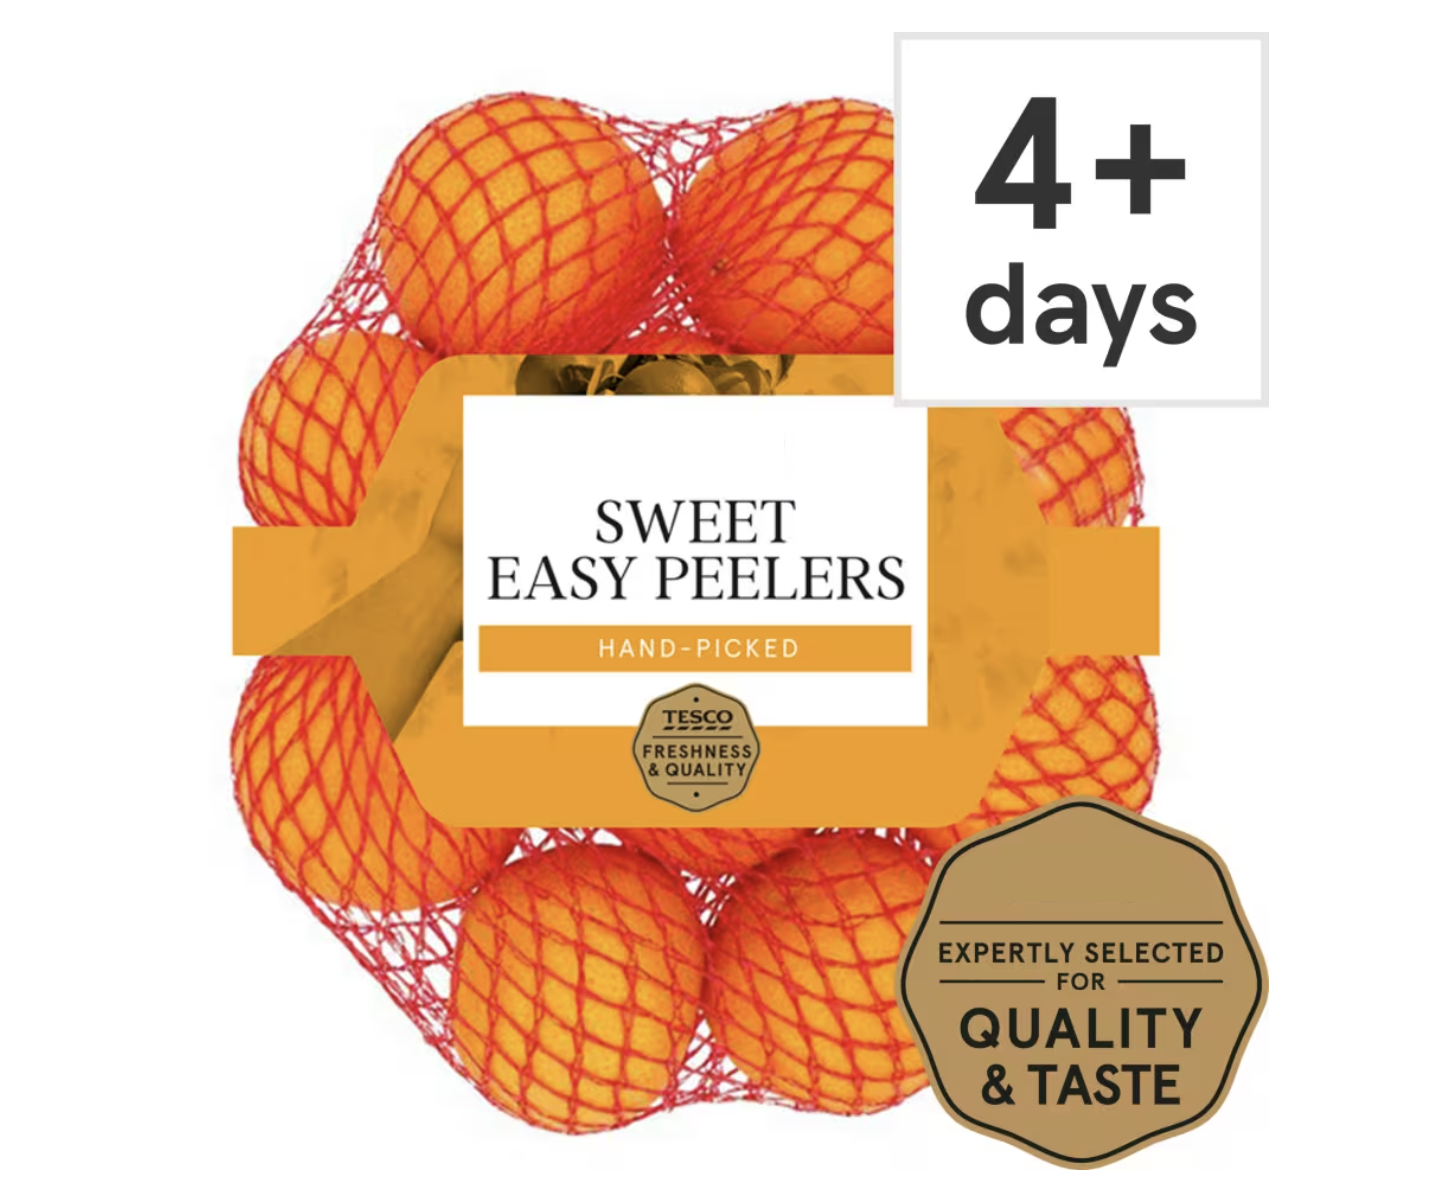 4+
days
SWEET
EASY PEELERS
HAND-PICKED
TESCO
FRESHNESS
& QUALITY
EXPERTLY SELECTED
FOR
QUALITY
& TASTE